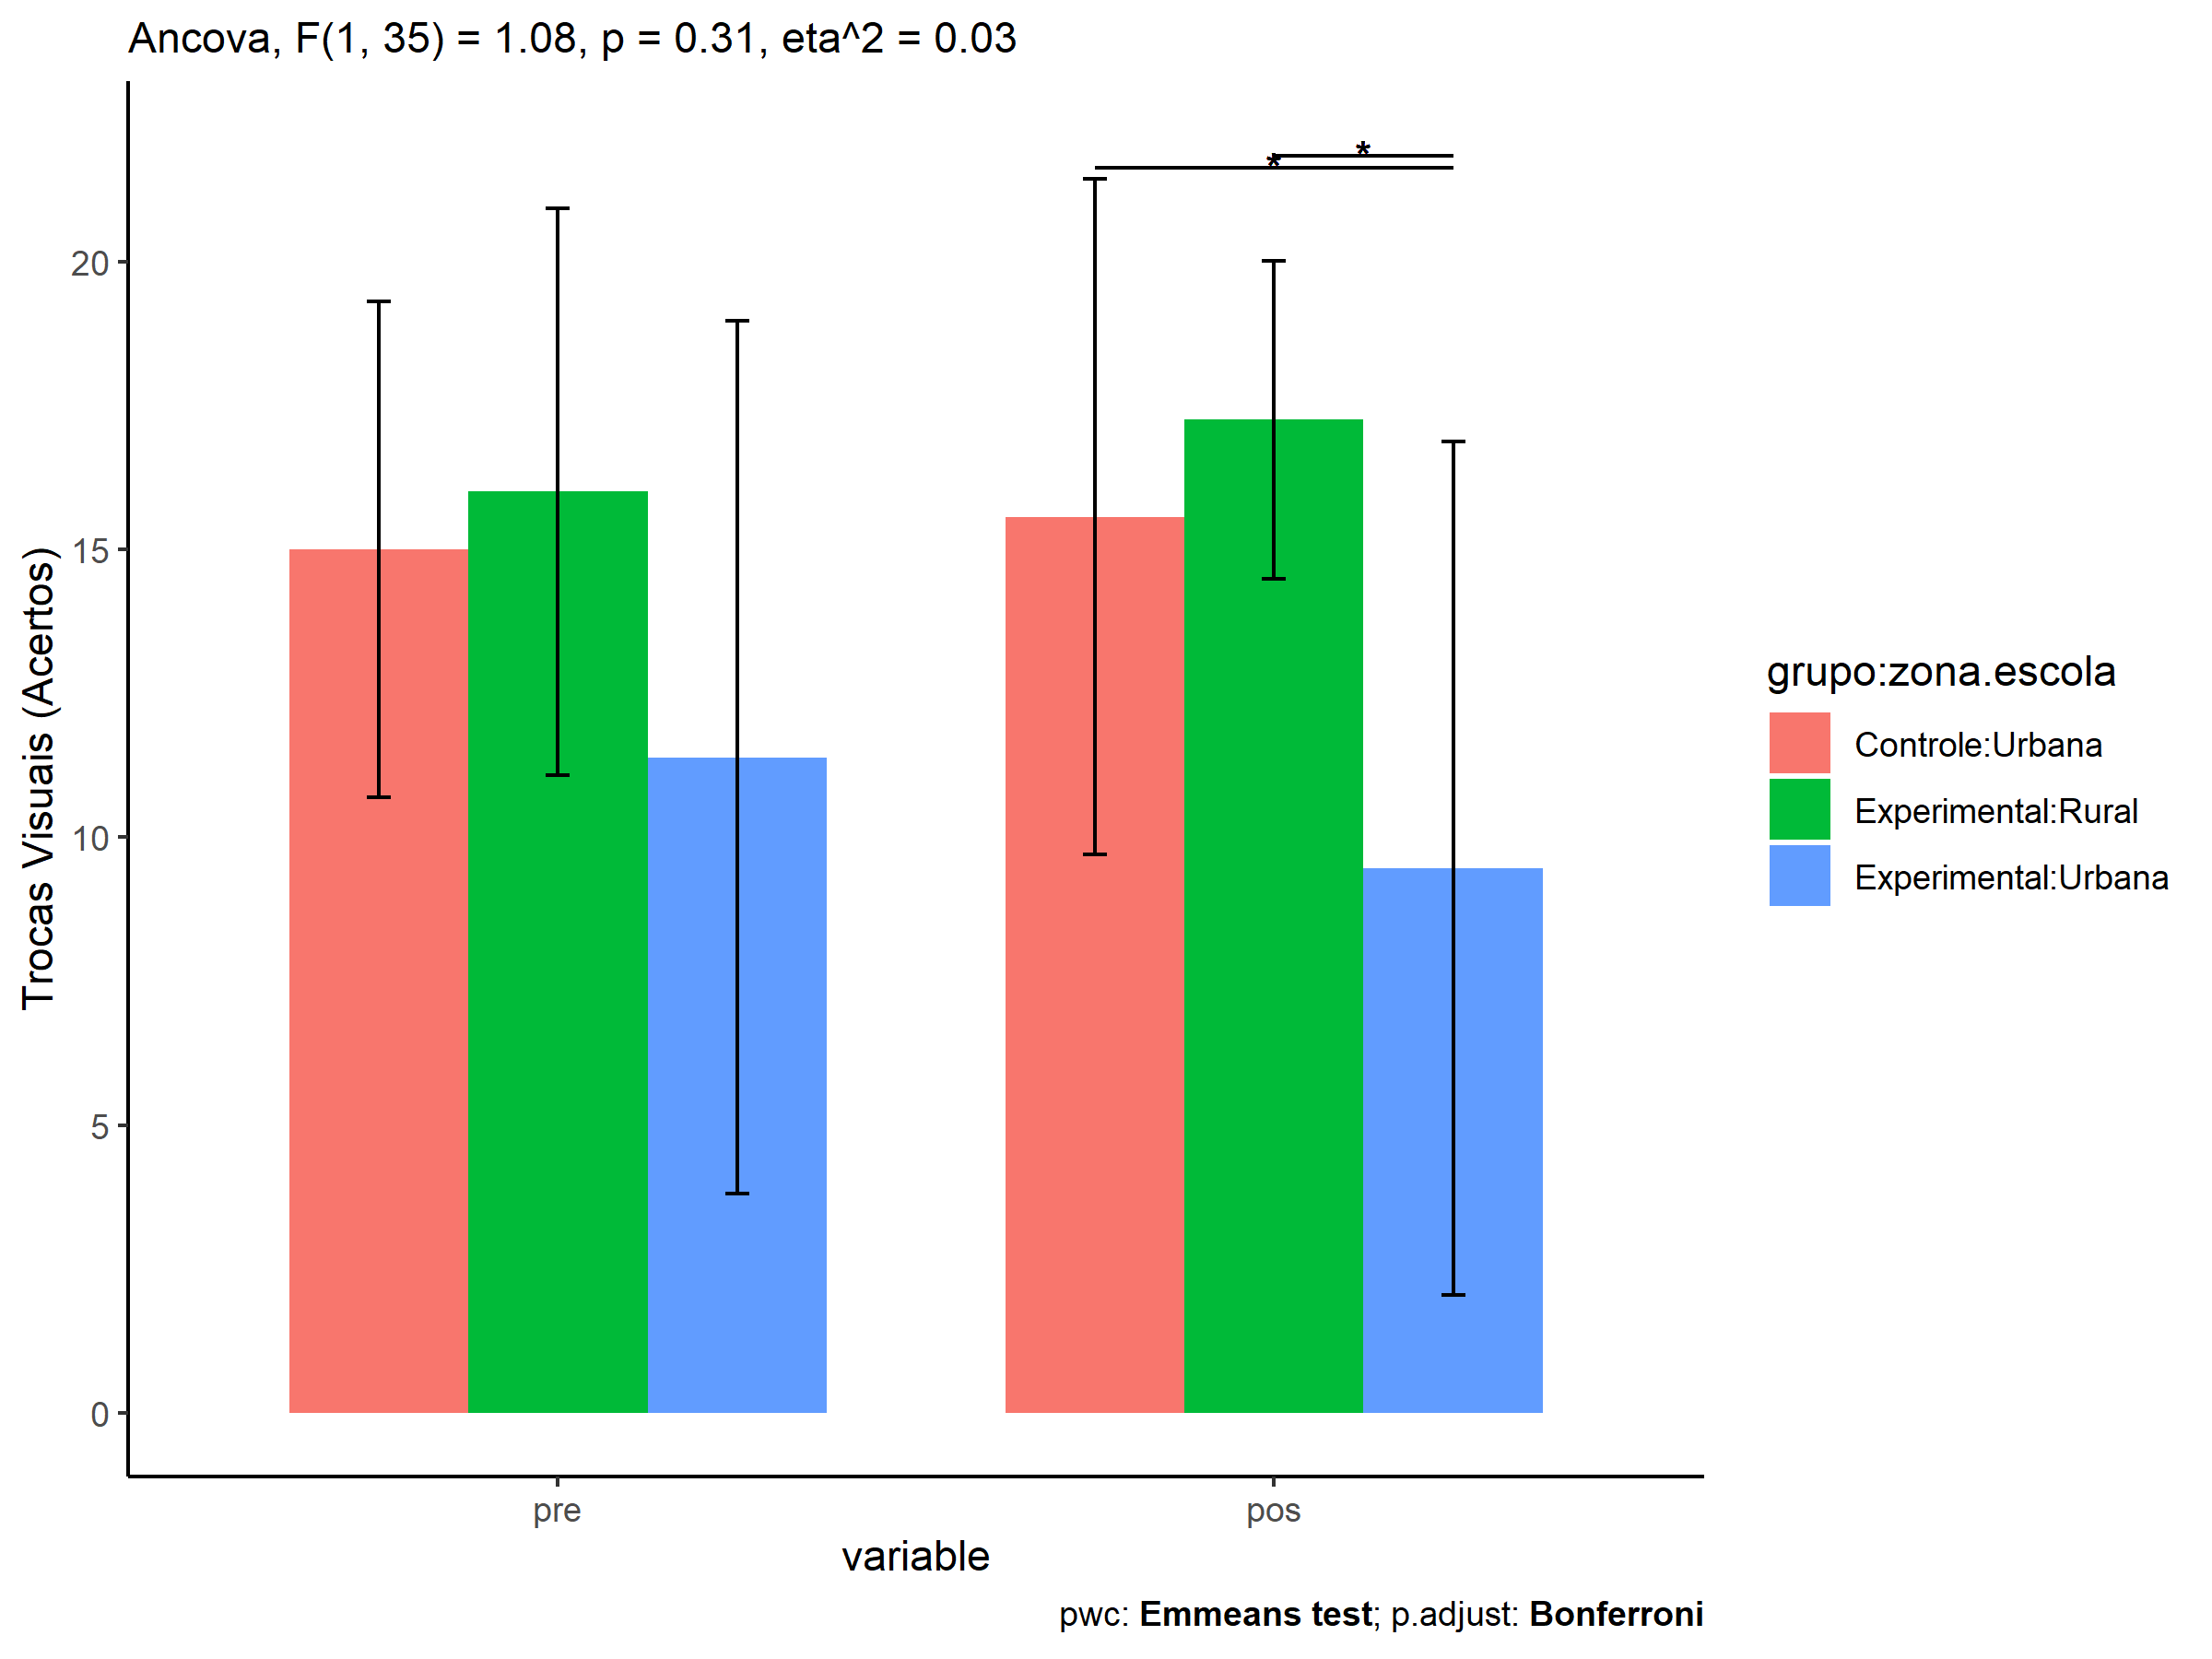 Ancova, F(1, 35) = 1.08, p = 0.31, eta^2 = 0.03
Trocas Visuais (Acertos)
20
15
10
5
0
*
*
pre
pos
variable
grupo:zona.escola
Controle:Urbana
Experimental:Rural
Experimental:Urbana
pwc: Emmeans test; p.adjust: Bonferroni